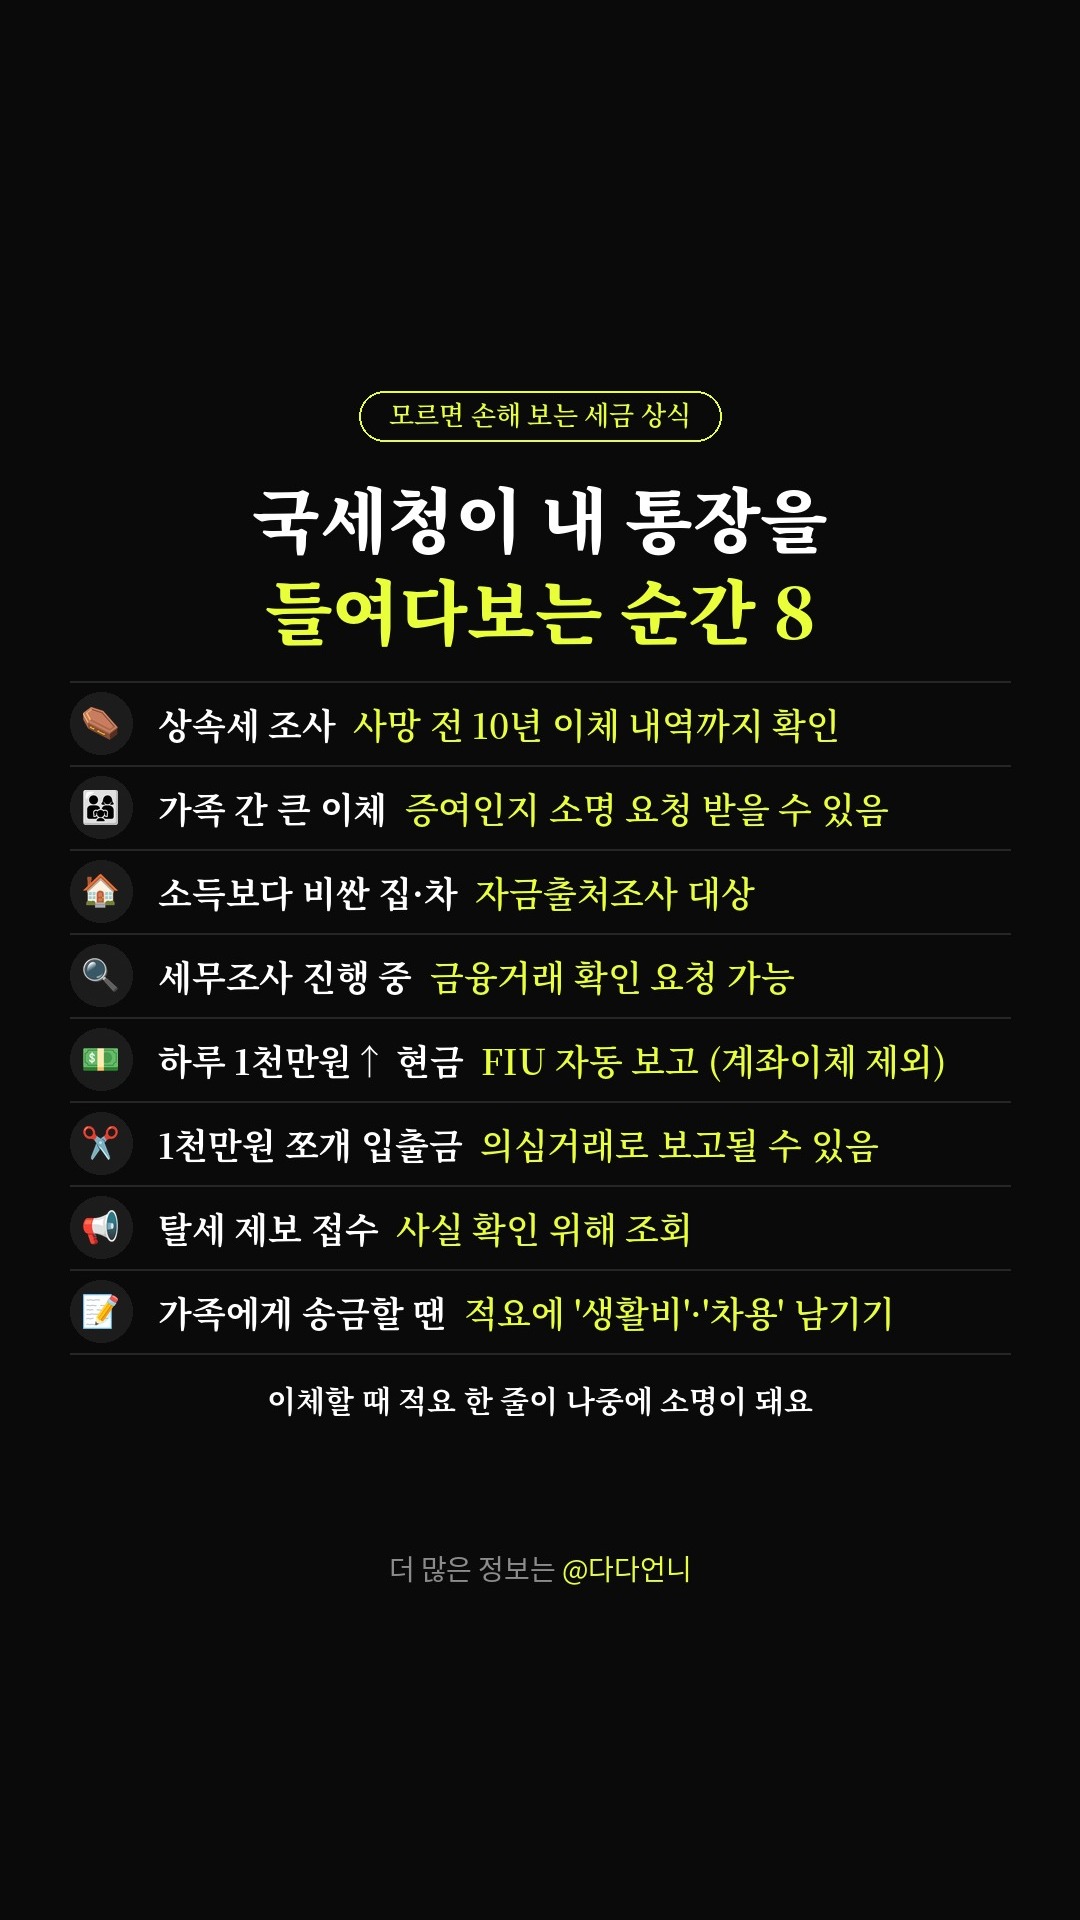 모르면 손해 보는 세금 상식
국세청이 내 통장을
들여다보는 순간 8
상속세 조사 사망 전 10년 이체 내역까지 확인
가족 간 큰 이체 증여인지 소명 요청 받을 수 있음
소득보다 비싼 집·차 자금출처조사 대상
세무조사 진행 중 금융거래 확인 요청 가능
하루 1천만원↑ 현금 FIU 자동 보고 (계좌이체 제외)
1천만원 쪼개 입출금 의심거래로 보고될 수 있음
탈세 제보 접수 사실 확인 위해 조회
가족에게 송금할 땐 적요에 '생활비'·'차용' 남기기
이체할 때 적요 한 줄이 나중에 소명이 돼요
더 많은 정보는 @다다언니